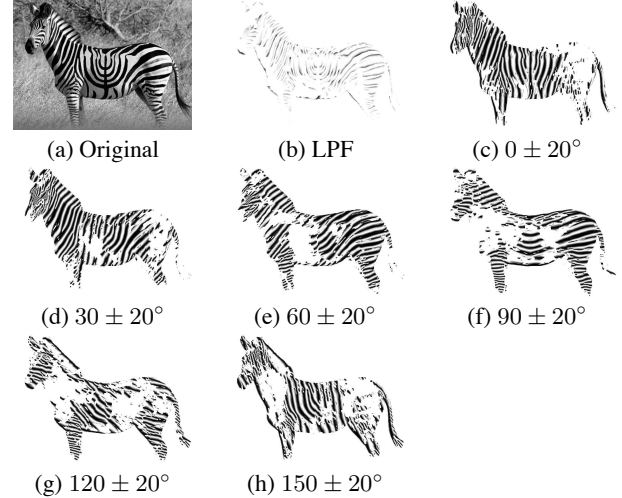 (a) Original
(b) LPF
(c) 0 ± 20°
(d) 30 ± 20°
(e) 60 ± 20°
(f) 90 ± 20°
(g) 120 ± 20°
(h) 150 ± 20°